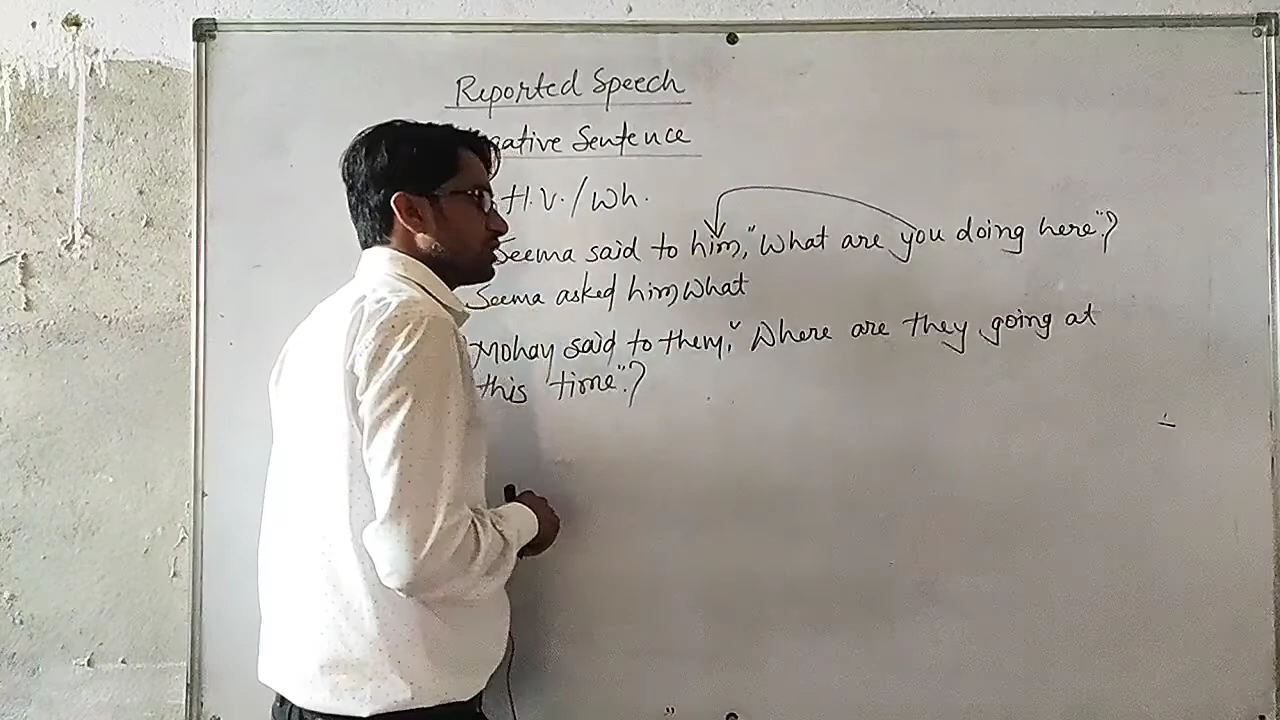 Reported Speech
gative Sentence
H.V./Wh.
Seema said to him, "What are you doing here"?
Seema asked him What
Mohan said to them, "Where are they going at
this time"?